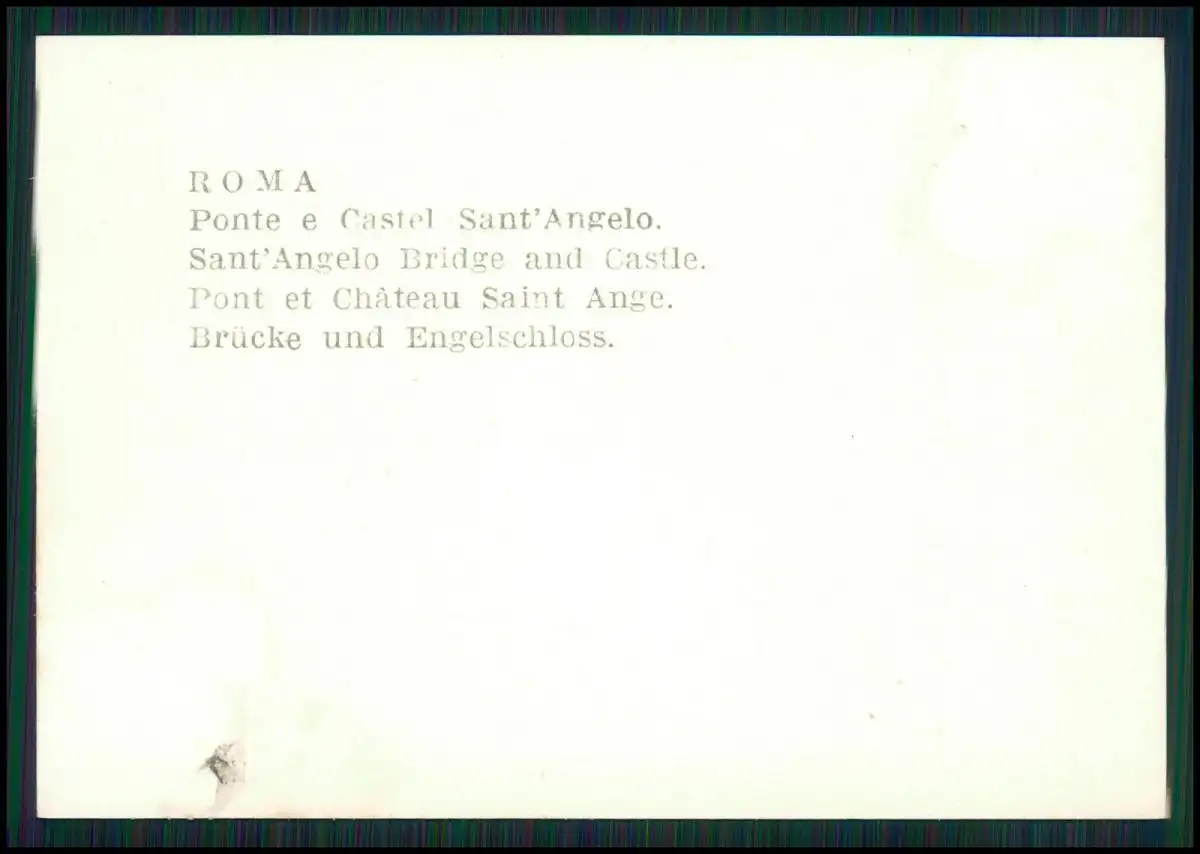 ROMA
Ponte e Castel Sant'Angelo.
Sant'Angelo Bridge and Castle.
Pont et Château Saint Ange.
Brücke und Engelschloss.